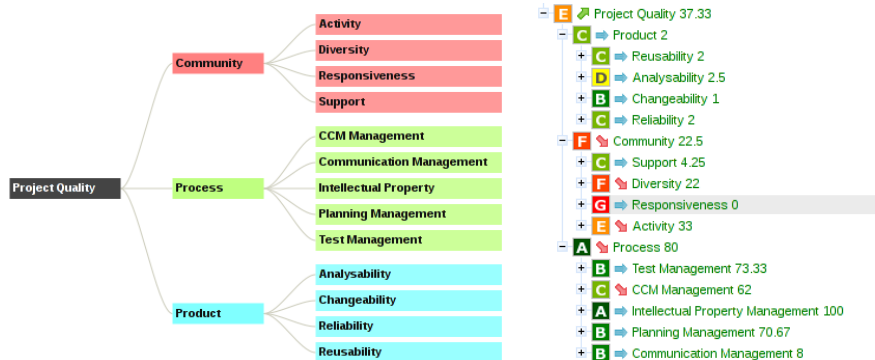 Project Quality
Community
Activity
Diversity
Responsiveness
Support
Process
CCM Management
Communication Management
Intellectual Property
Planning Management
Test Management
Product
Analysability
Changeability
Reliability
Reusability
E Project Quality 37.33
C Product 2
C Reusability 2
D Analysability 2.5
B Changeability 1
C Reliability 2
F Community 22.5
C Support 4.25
F Diversity 22
G Responsiveness 0
E Activity 33
A Process 80
B Test Management 73.33
C CCM Management 62
A Intellectual Property Management 100
B Planning Management 70.67
B Communication Management 8